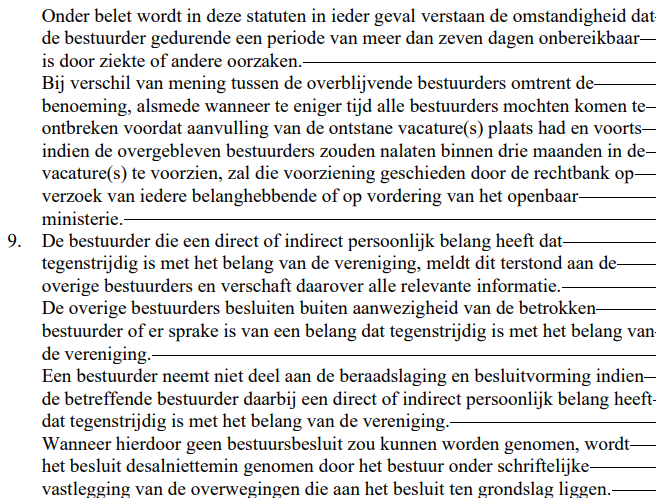 Onder belet wordt in deze statuten in ieder geval verstaan de omstandigheid dat
de bestuurder gedurende een periode van meer dan zeven dagen onbereikbaar
is door ziekte of andere oorzaken.
Bij verschil van mening tussen de overblijvende bestuurders omtrent de
benoeming, alsmede wanneer te eniger tijd alle bestuurders mochten komen te
ontbreken voordat aanvulling van de ontstane vacature(s) plaats had en voorts
indien de overgebleven bestuurders zouden nalaten binnen drie maanden in de
vacature(s) te voorzien, zal die voorziening geschieden door de rechtbank op
verzoek van iedere belanghebbende of op vordering van het openbaar
ministerie.
9. De bestuurder die een direct of indirect persoonlijk belang heeft dat
tegenstrijdig is met het belang van de vereniging, meldt dit terstond aan de
overige bestuurders en verschaft daarover alle relevante informatie.
De overige bestuurders besluiten buiten aanwezigheid van de betrokken
bestuurder of er sprake is van een belang dat tegenstrijdig is met het belang van
de vereniging.
Een bestuurder neemt niet deel aan de beraadslaging en besluitvorming indien
de betreffende bestuurder daarbij een direct of indirect persoonlijk belang heeft
dat tegenstrijdig is met het belang van de vereniging.
Wanneer hierdoor geen bestuursbesluit zou kunnen worden genomen, wordt
het besluit desalniettemin genomen door het bestuur onder schriftelijke
vastlegging van de overwegingen die aan het besluit ten grondslag liggen.